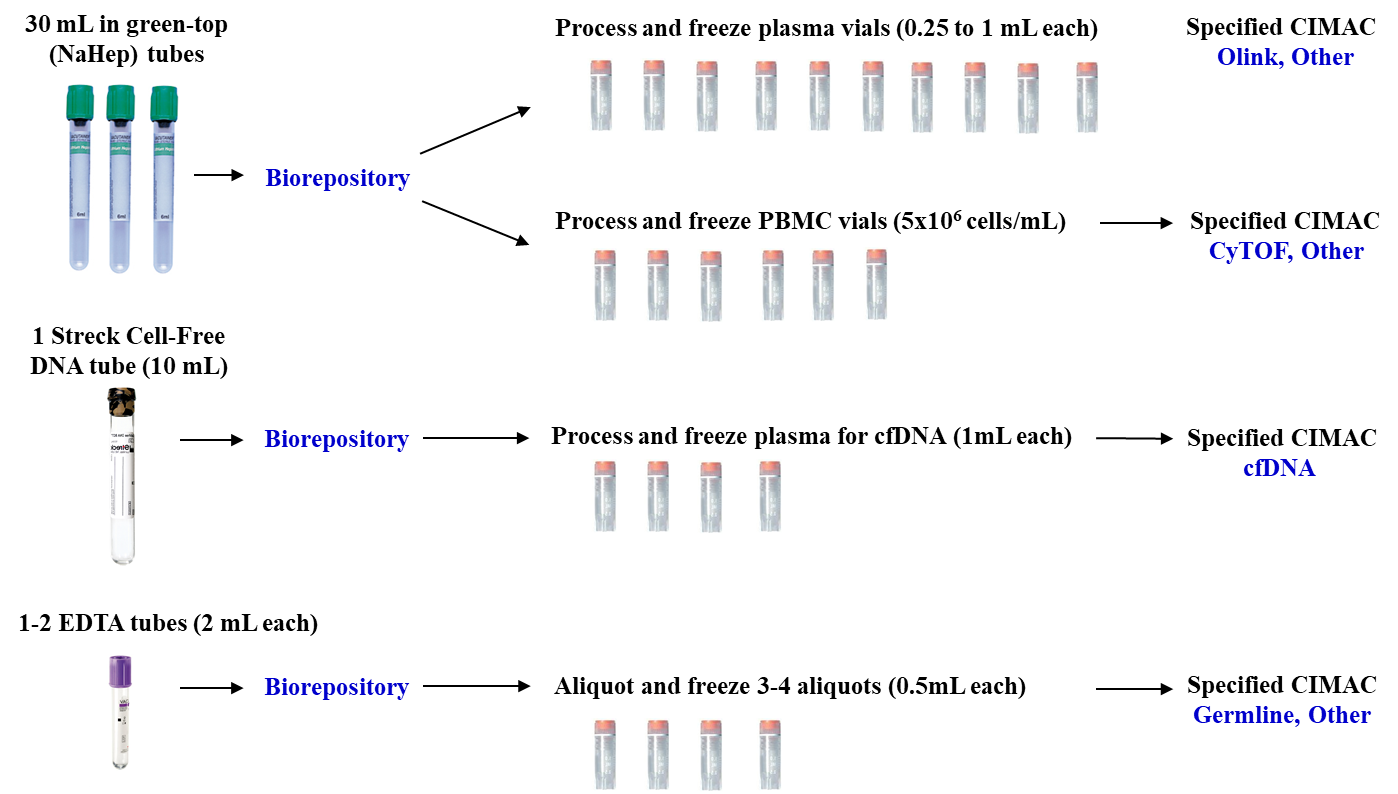 30 mL in green-top
(NaHep) tubes
Process and freeze plasma vials (0.25 to 1 mL each)
Specified CIMAC
Olink, Other
Biorepository
Process and freeze PBMC vials (5x10⁶ cells/mL)
Specified CIMAC
CyTOF, Other
6ml
6ml
6ml
1 Streck Cell-Free
DNA tube (10 mL)
Biorepository
Process and freeze plasma for cfDNA (1mL each)
Specified CIMAC
cfDNA
1-2 EDTA tubes (2 mL each)
Biorepository
Aliquot and freeze 3-4 aliquots (0.5mL each)
Specified CIMAC
Germline, Other